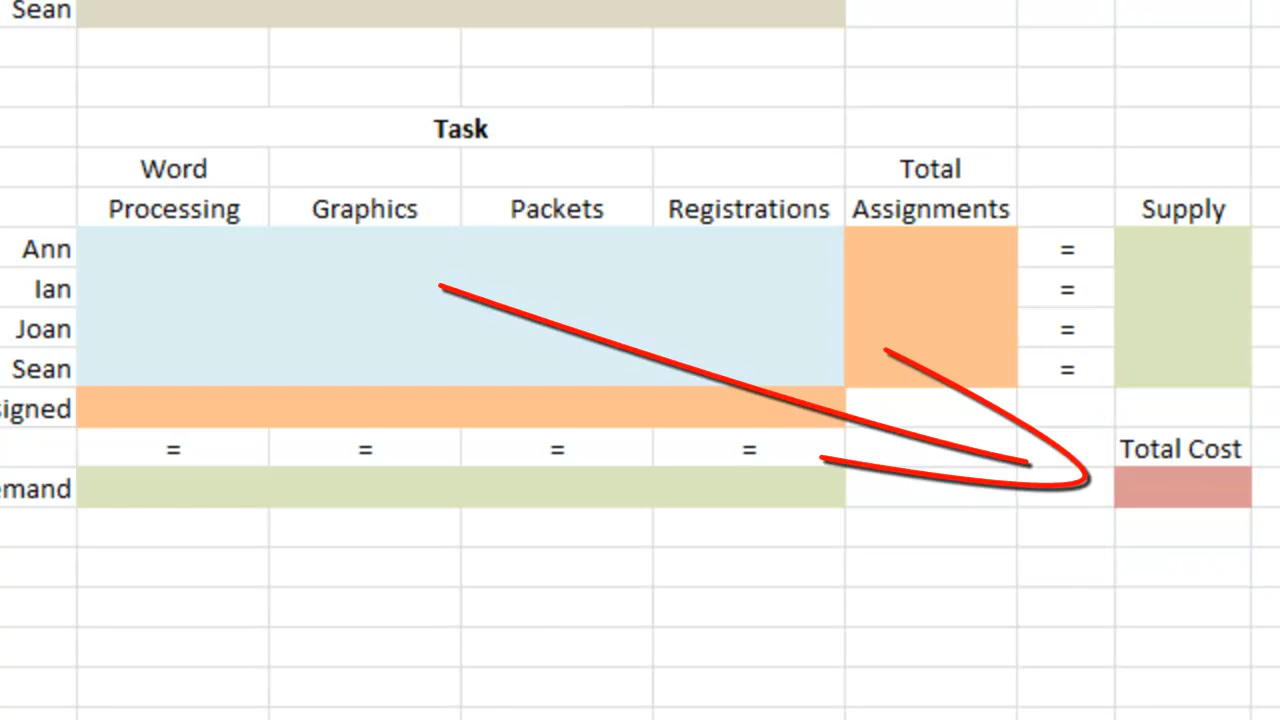 Sean
Task
Word Total
Processing Graphics Packets Registrations Assignments Supply
Ann =
Ian =
Joan =
Sean =
signed
= = = = Total Cost
emand